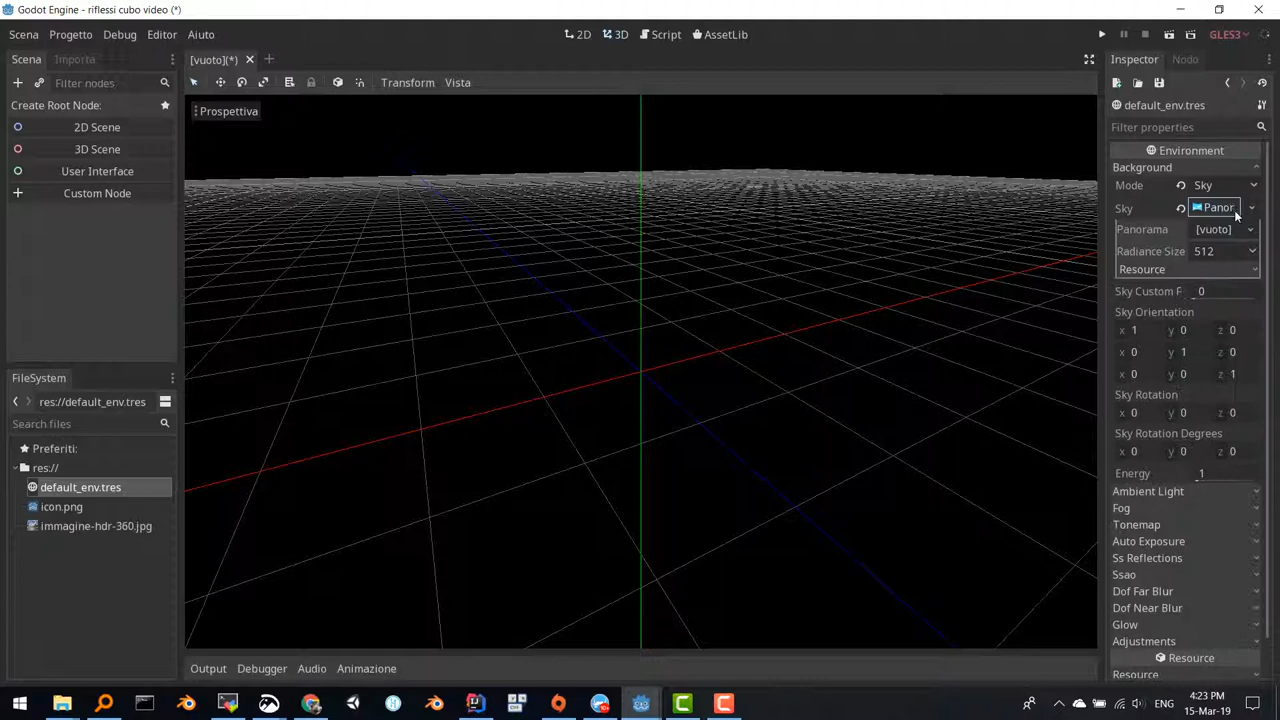 Godot Engine - riflessi cubo video (*)
Scena Progetto Debug Editor Aiuto
2D 3D Script AssetLib
GLES3
Scena Importa
Filter nodes
Create Root Node:
2D Scene
3D Scene
User Interface
Custom Node
FileSystem
res://default_env.tres
Search files
Preferiti:
res://
default_env.tres
icon.png
immagine-hdr-360.jpg
[vuoto](*)
Transform Vista
Prospettiva
Output Debugger Audio Animazione
Inspector Nodo
default_env.tres
Filter properties
Environment
Background
Mode Sky
Sky Panor
Panorama [vuoto]
Radiance Size 512
Resource
Sky Custom F 0
Sky Orientation
x 1 y 0 z 0
x 0 y 1 z 0
x 0 y 0 z 1
Sky Rotation
x 0 y 0 z 0
Sky Rotation Degrees
x 0 y 0 z 0
Energy 1
Ambient Light
Fog
Tonemap
Auto Exposure
Ss Reflections
Ssao
Dof Far Blur
Dof Near Blur
Glow
Adjustments
Resource
Resource
ENG
4:23 PM
15-Mar-19